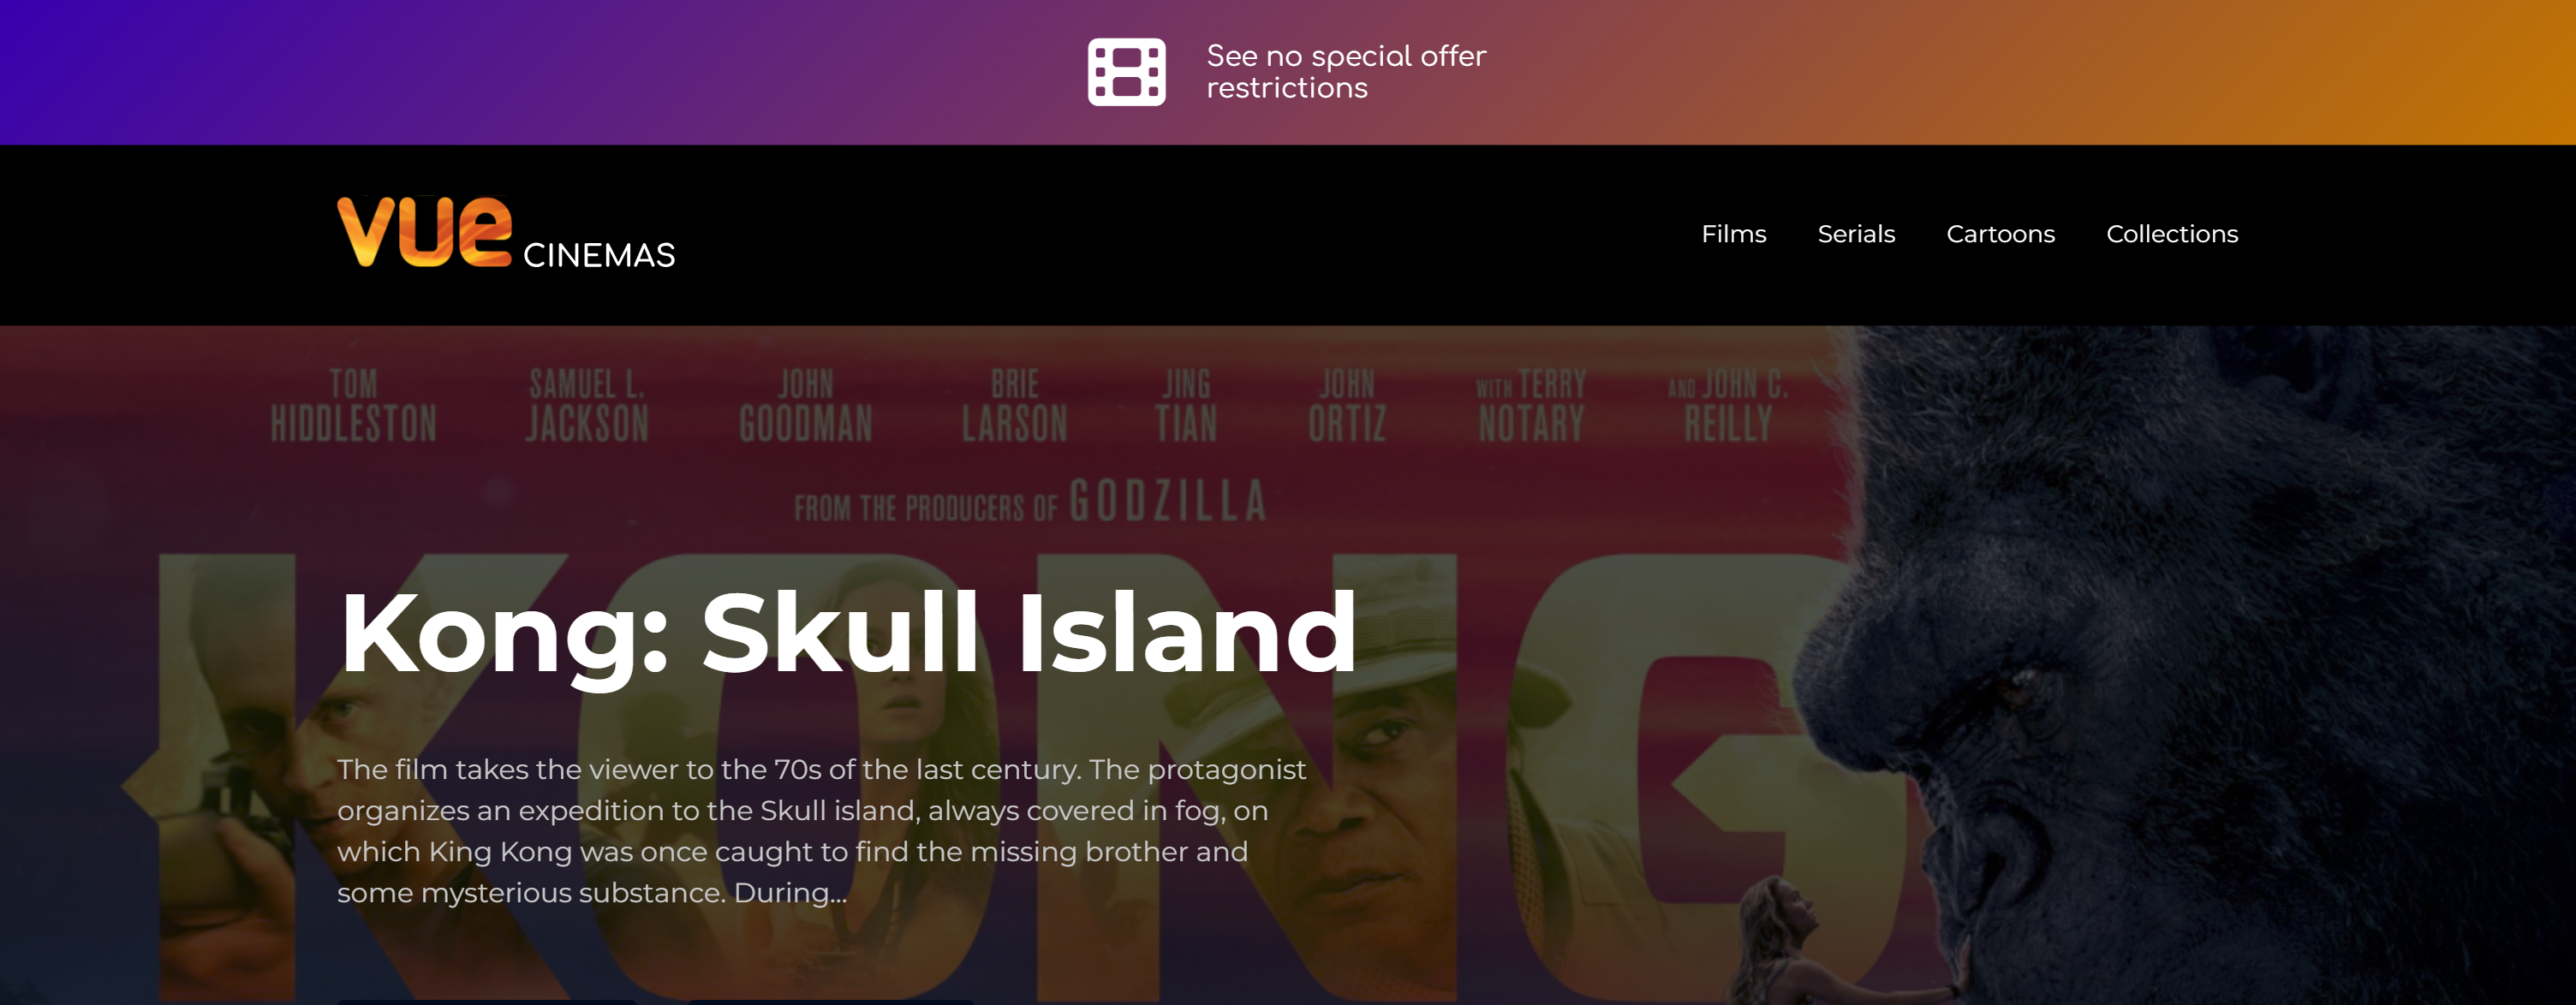 See no special offer
restrictions
vue CINEMAS
Films Serials Cartoons Collections
TOM HIDDLESTON
SAMUEL L. JACKSON
JOHN GOODMAN
BRIE LARSON
JING TIAN
JOHN ORTIZ
WITH TERRY NOTARY
AND JOHN C. REILLY
FROM THE PRODUCERS OF GODZILLA
KONG
Kong: Skull Island
The film takes the viewer to the 70s of the last century. The protagonist
organizes an expedition to the Skull island, always covered in fog, on
which King Kong was once caught to find the missing brother and
some mysterious substance. During...